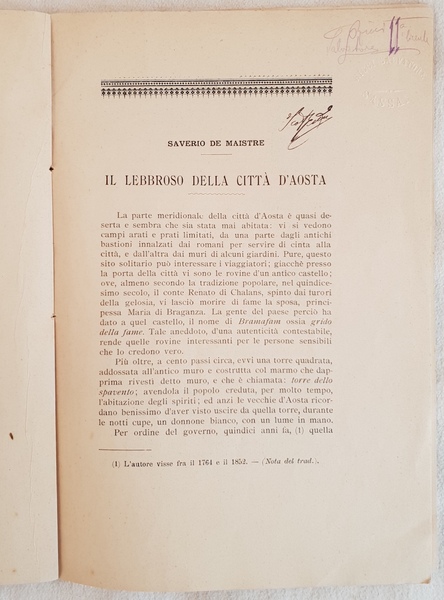 SAVERIO DE MAISTRE
IL LEBBROSO DELLA CITTÀ D'AOSTA
La parte meridionale della città d'Aosta è quasi de-
serta e sembra che sia stata mai abitata: vi si vedono
campi arati e prati limitati, da una parte dagli antichi
bastioni innalzati dai romani per servire di cinta alla
città, e dall'altra dai muri di alcuni giardini. Pure, questo
sito solitario può interessare i viaggiatori; giacchè presso
la porta della città vi sono le rovine d'un antico castello;
ove, almeno secondo la tradizione popolare, nel quindice-
simo secolo, il conte Renato di Chalans, spinto dai furori
della gelosia, vi lasciò morire di fame la sposa, princi-
pessa Maria di Braganza. La gente del paese perciò ha
dato a quel castello, il nome di Bramafam ossia grido
della fame. Tale aneddoto, d'una autenticità contestabile,
rende quelle rovine interessanti per le persone sensibili
che lo credono vero.
Più oltre, a cento passi circa, evvi una torre quadrata,
addossata all'antico muro e costrutta col marmo che dap-
prima rivestì detto muro, e che è chiamata: torre dello
spavento; avendola il popolo creduta, per molto tempo,
l'abitazione degli spiriti; ed anzi le vecchie d'Aosta ricor-
dano benissimo d'aver visto uscire da quella torre, durante
le notti cupe, un donnone bianco, con un lume in mano.
Per ordine del governo, quindici anni fa, (1) quella
(1) L'autore visse fra il 1764 e il 1852. — (Nota del trad.).